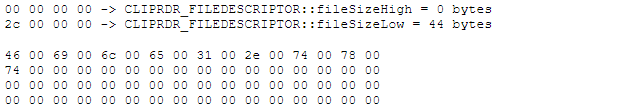 00 00 00 00 -> CLIPRDR_FILEDESCRIPTOR::fileSizeHigh = 0 bytes
2c 00 00 00 -> CLIPRDR_FILEDESCRIPTOR::fileSizeLow = 44 bytes
46 00 69 00 6c 00 65 00 31 00 2e 00 74 00 78 00
74 00 00 00 00 00 00 00 00 00 00 00 00 00 00 00
00 00 00 00 00 00 00 00 00 00 00 00 00 00 00 00
00 00 00 00 00 00 00 00 00 00 00 00 00 00 00 00